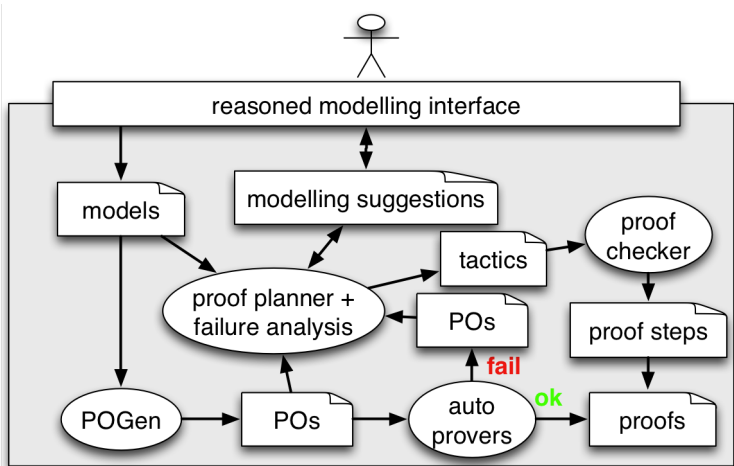 reasoned modelling interface
models
modelling suggestions
proof
checker
tactics
proof planner +
failure analysis
POs
proof steps
fail
POGen
POs
auto
provers
ok
proofs